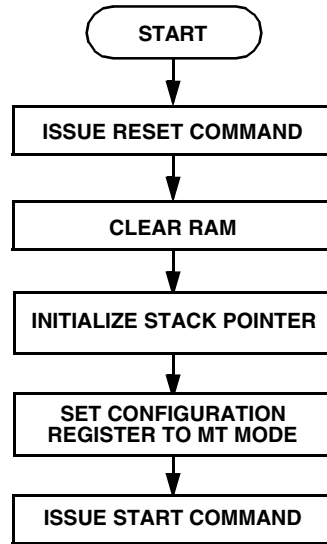 START
ISSUE RESET COMMAND
CLEAR RAM
INITIALIZE STACK POINTER
SET CONFIGURATION
REGISTER TO MT MODE
ISSUE START COMMAND